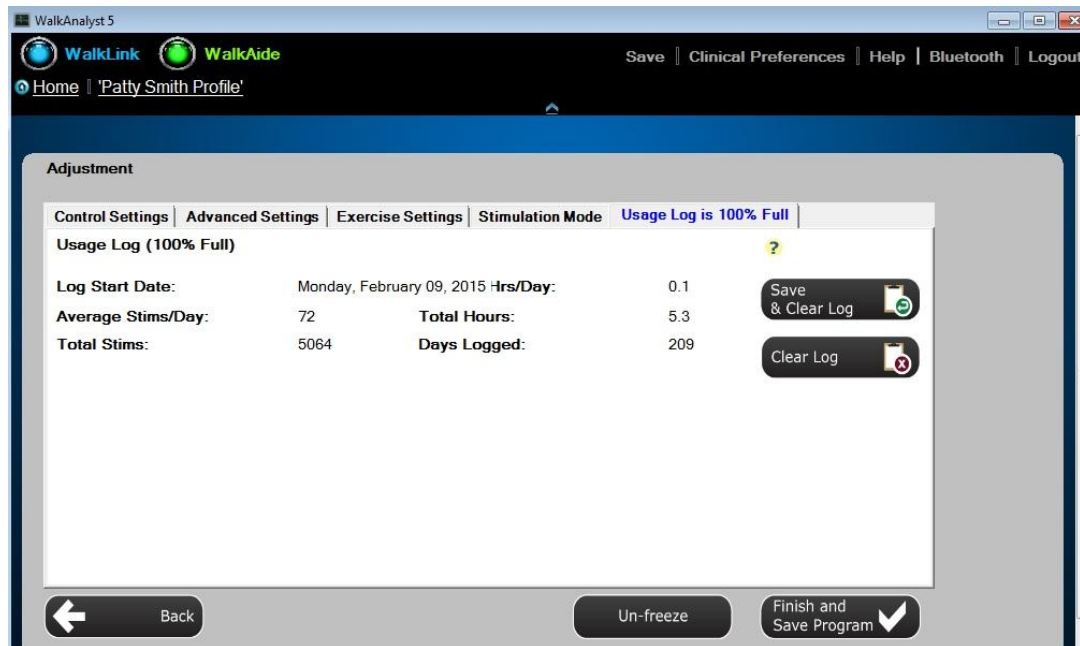 WalkAnalyst 5
WalkLink WalkAide Save | Clinical Preferences | Help | Bluetooth | Logout
Home 'Patty Smith Profile'
Adjustment
Control Settings Advanced Settings Exercise Settings Stimulation Mode Usage Log is 100% Full
Usage Log (100% Full) ?
Log Start Date: Monday, February 09, 2015 Hrs/Day: 0.1
Save
& Clear Log
Average Stims/Day: 72 Total Hours: 5.3
Total Stims: 5064 Days Logged: 209
Clear Log
Back Un-freeze
Finish and
Save Program